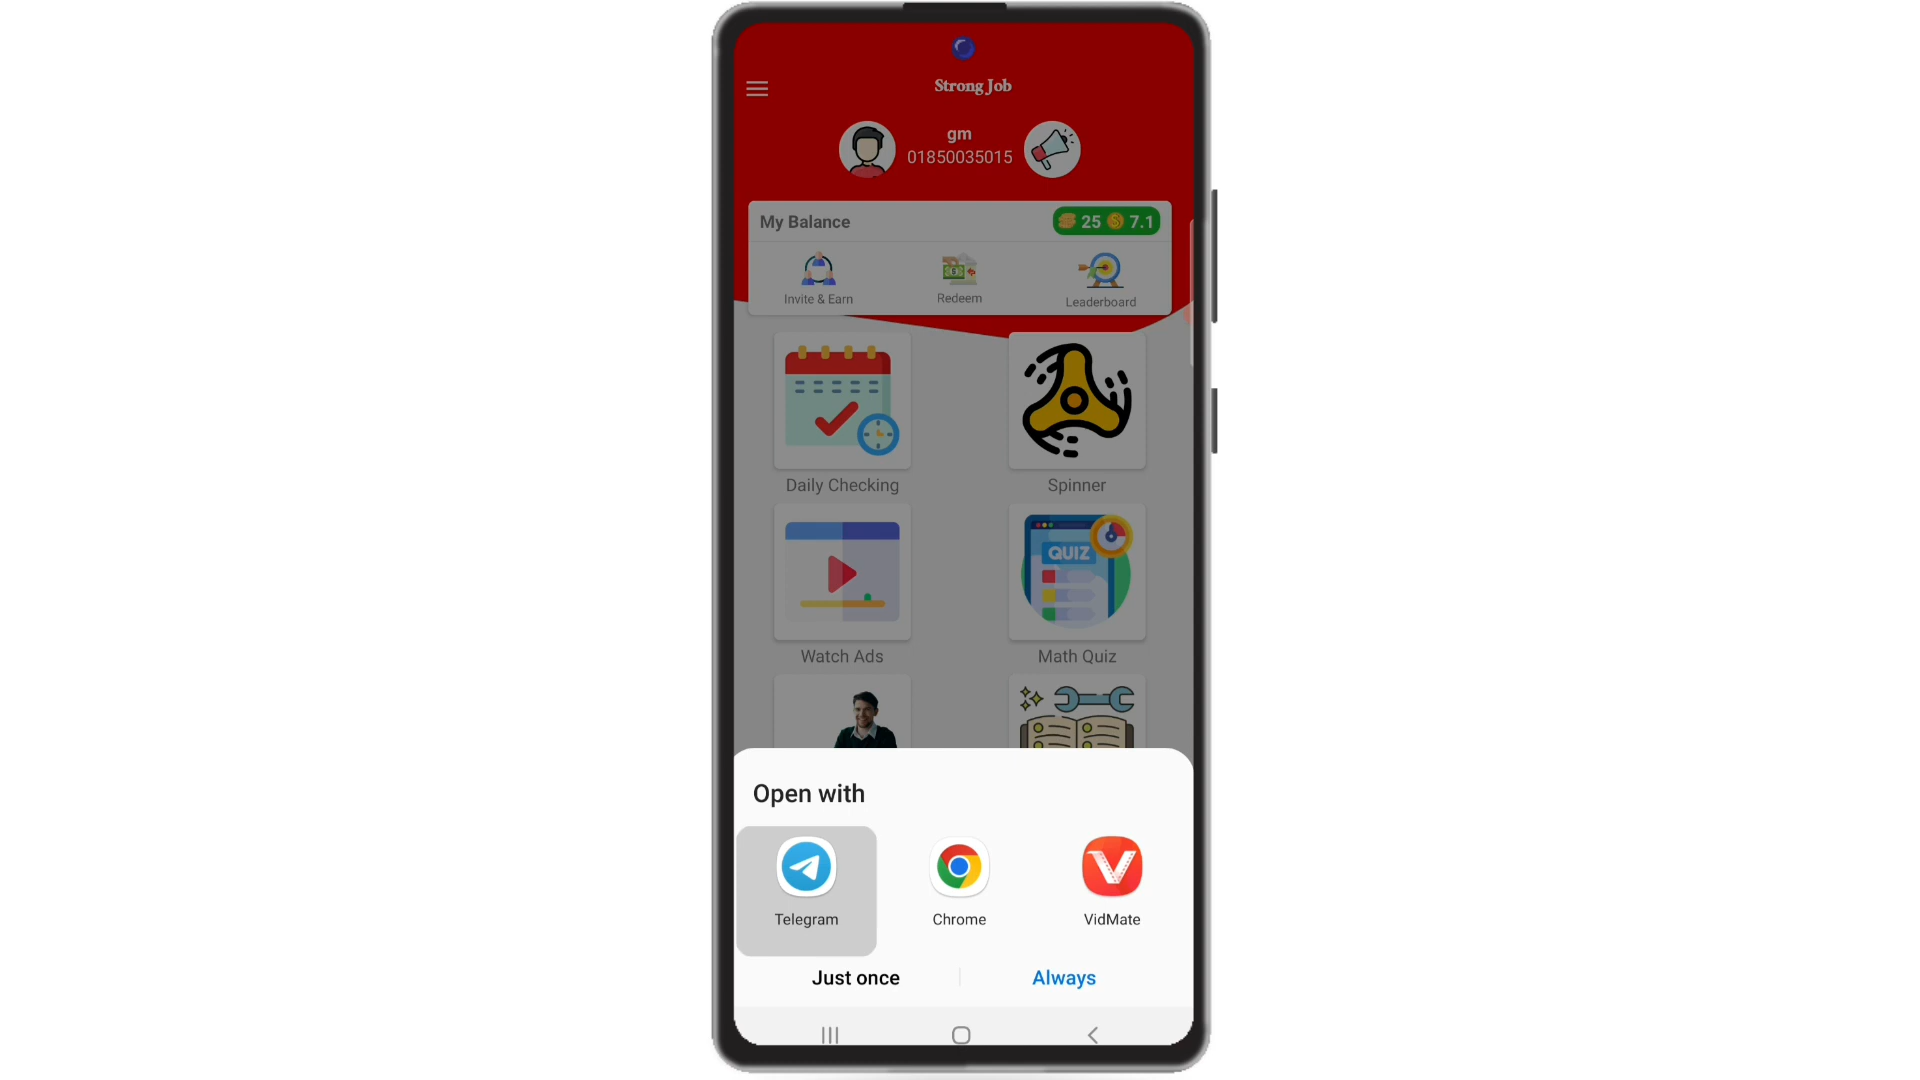 Strong Job
gm
01850035015
My Balance
25 7.1
Invite & Earn
Redeem
Leaderboard
Daily Checking
Spinner
QUIZ
Watch Ads
Math Quiz
Open with
Telegram
Chrome
VidMate
Just once
Always